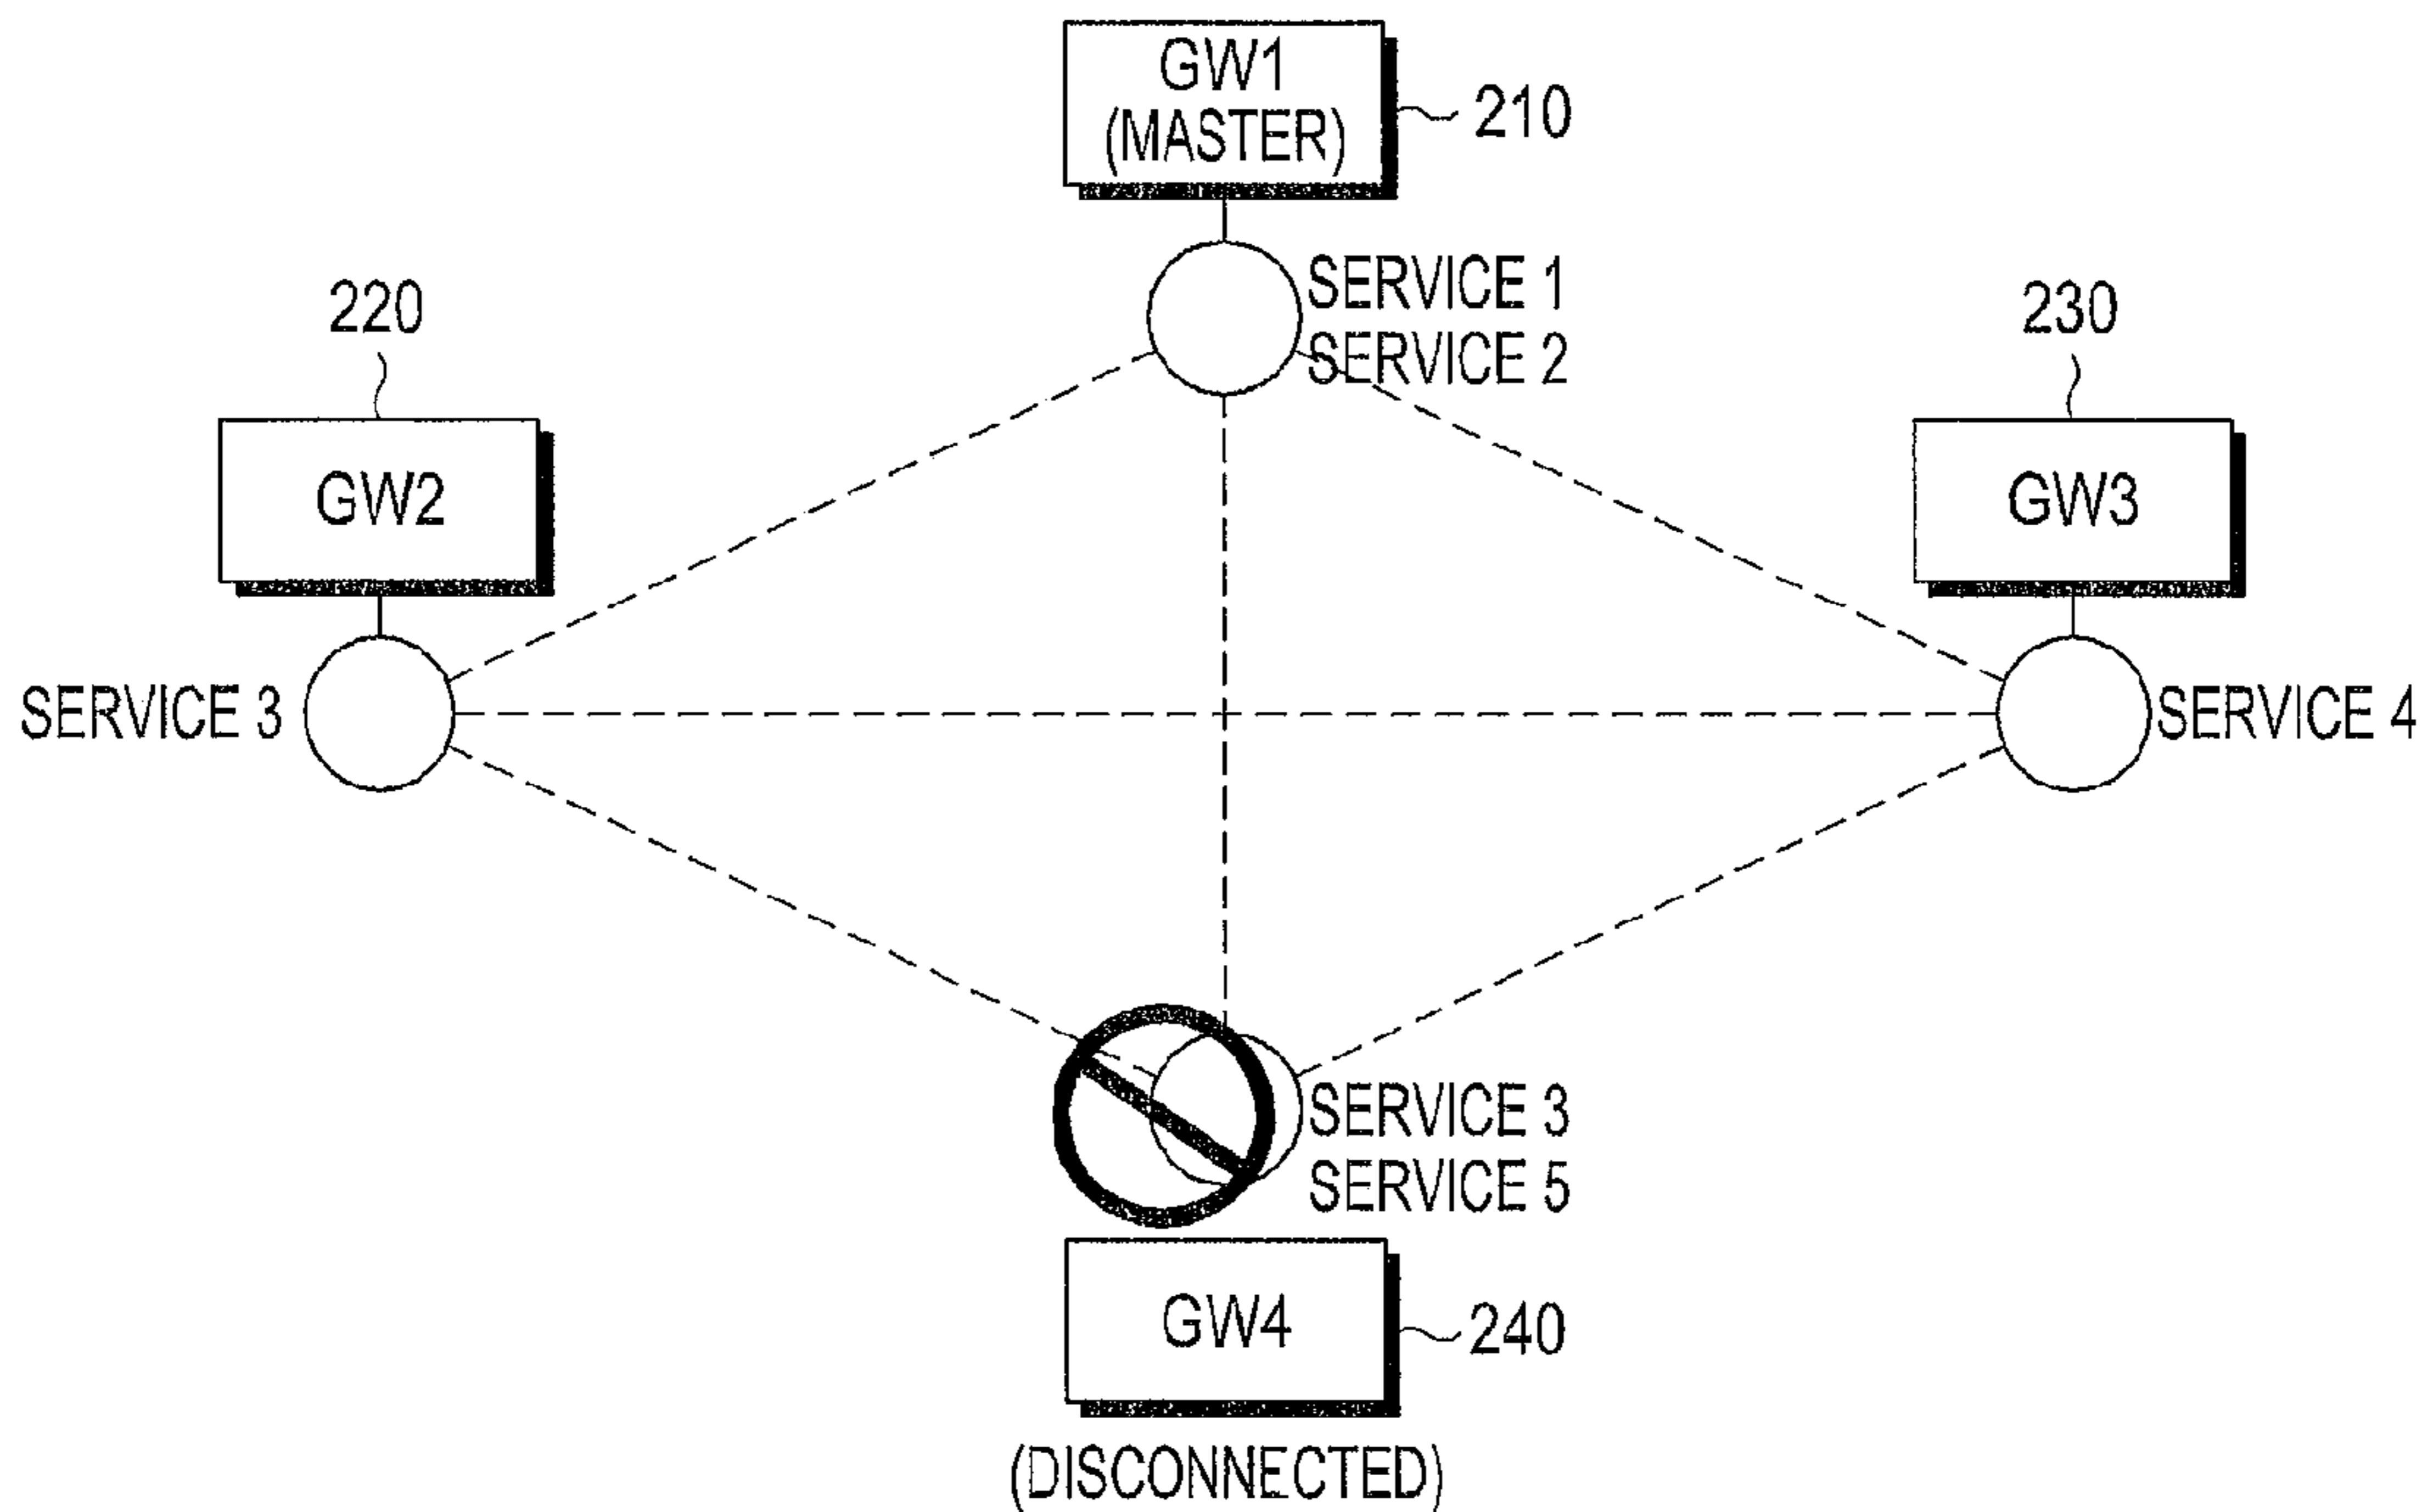 GW1
(MASTER)
210
SERVICE 1
SERVICE 2
220
230
GW2
GW3
SERVICE 3
SERVICE 4
SERVICE 3
SERVICE 5
GW4
240
(DISCONNECTED)